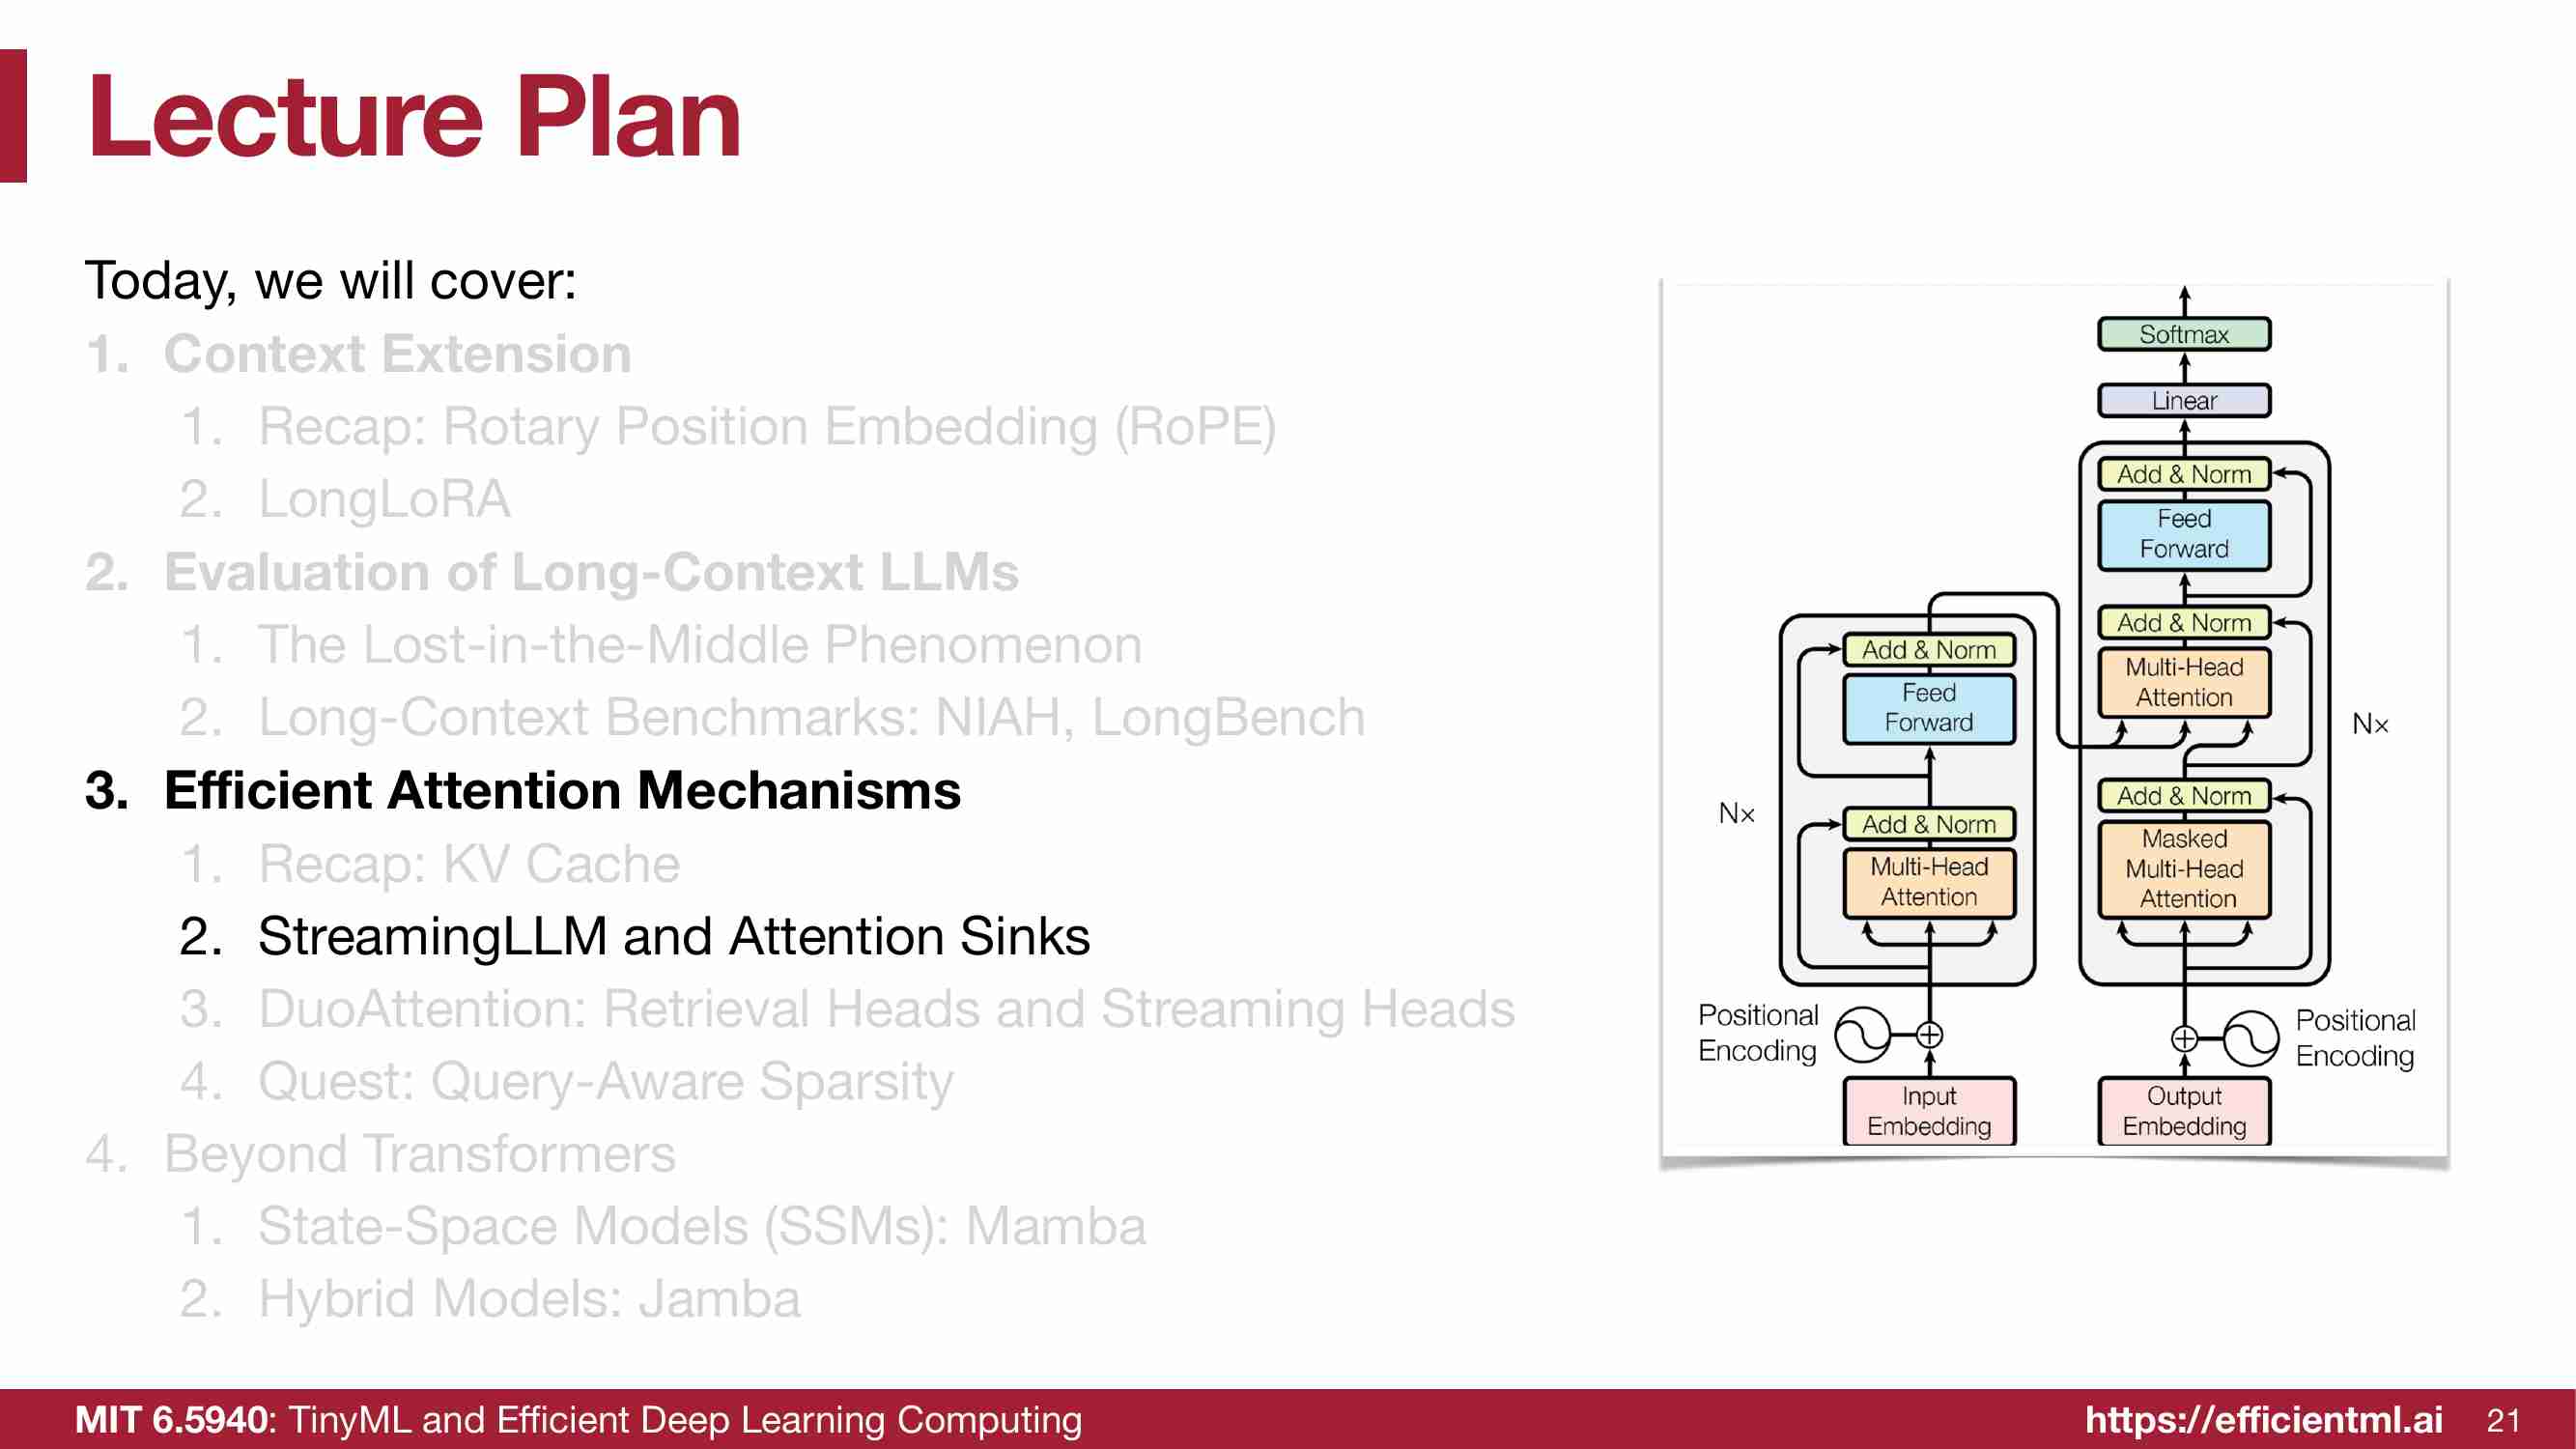 Lecture Plan
Today, we will cover:
1. Context Extension
1. Recap: Rotary Position Embedding (RoPE)
2. LongLoRA
2. Evaluation of Long-Context LLMs
1. The Lost-in-the-Middle Phenomenon
2. Long-Context Benchmarks: NIAH, LongBench
3. Efficient Attention Mechanisms
1. Recap: KV Cache
2. StreamingLLM and Attention Sinks
3. DuoAttention: Retrieval Heads and Streaming Heads
4. Quest: Query-Aware Sparsity
4. Beyond Transformers
1. State-Space Models (SSMs): Mamba
2. Hybrid Models: Jamba
Softmax
Linear
Add & Norm
Feed
Forward
Add & Norm
Multi-Head
Attention
N×
Add & Norm
Masked
Multi-Head
Attention
Add & Norm
Feed
Forward
N×
Add & Norm
Multi-Head
Attention
Positional
Encoding
Positional
Encoding
Input
Embedding
Output
Embedding
MIT 6.5940: TinyML and Efficient Deep Learning Computing
https://efficientml.ai
21